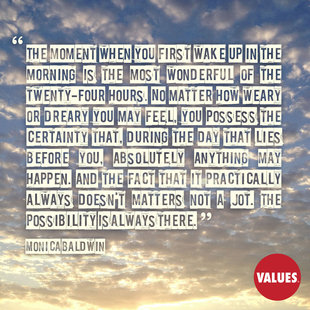 “
THE MOMENT WHEN YOU FIRST WAKE UP IN THE
MORNING IS THE MOST WONDERFUL OF THE
TWENTY-FOUR HOURS. NO MATTER HOW WEARY
OR DREARY YOU MAY FEEL, YOU POSSESS THE
CERTAINTY THAT, DURING THE DAY THAT LIES
BEFORE YOU, ABSOLUTELY ANYTHING MAY
HAPPEN. AND THE FACT THAT IT PRACTICALLY
ALWAYS DOESN'T MATTERS NOT A JOT. THE
POSSIBILITY IS ALWAYS THERE. ”
MONICA BALDWIN
VALUES.